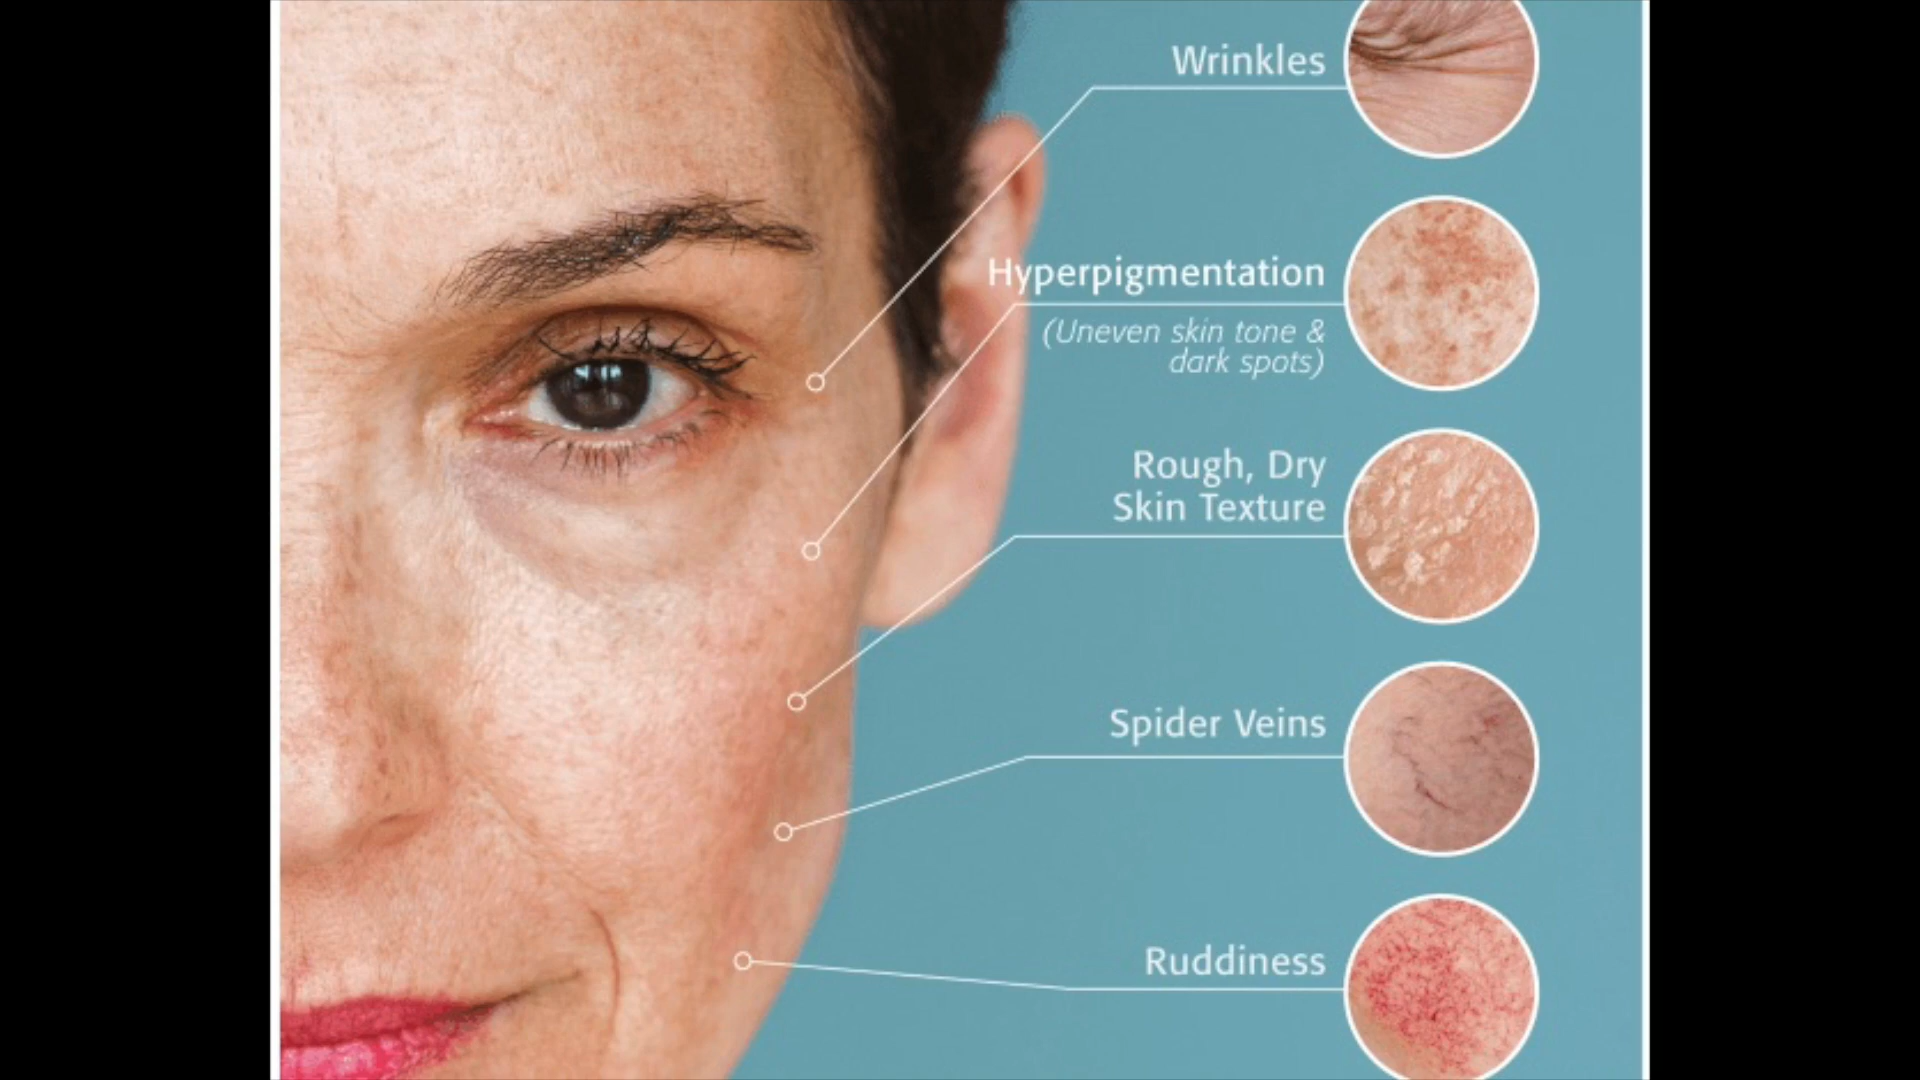 Wrinkles
Hyperpigmentation
(Uneven skin tone &
dark spots)
Rough, Dry
Skin Texture
Spider Veins
Ruddiness